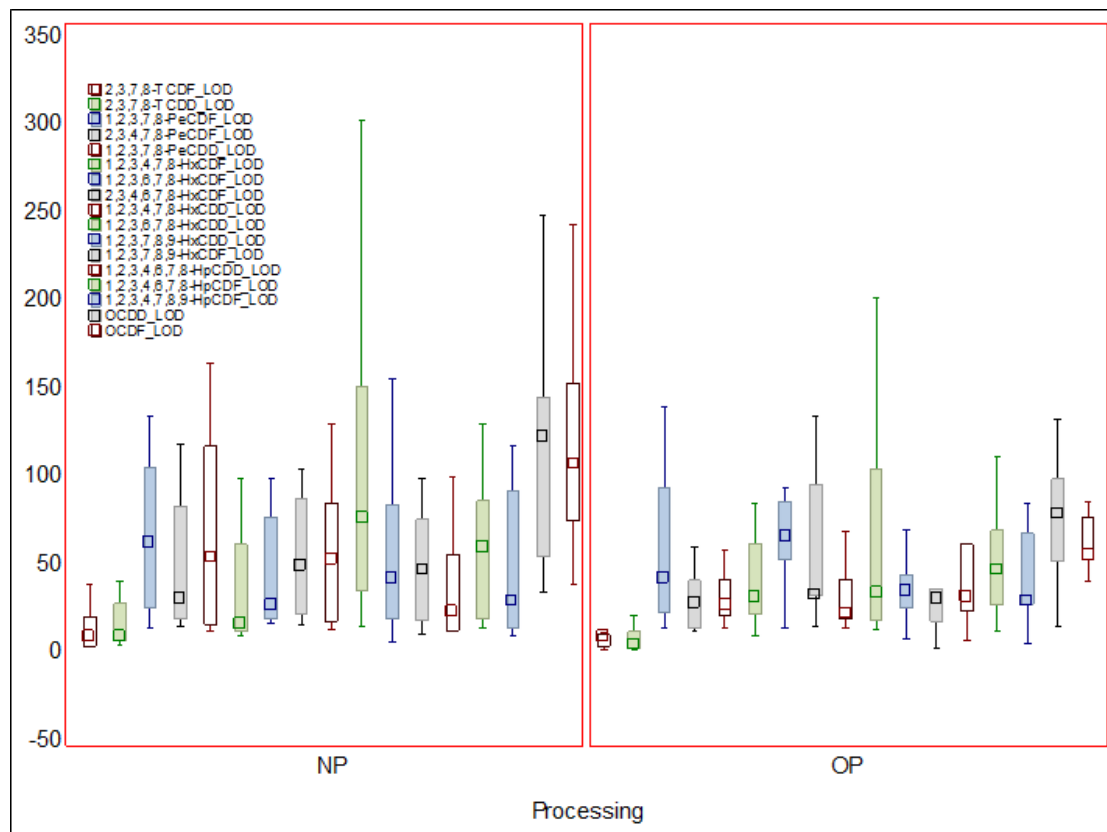 350
300
250
200
150
100
50
0
-50
2,3,7,8-TCDF_LOD
2,3,7,8-TCDD_LOD
1,2,3,7,8-PeCDF_LOD
2,3,4,7,8-PeCDF_LOD
1,2,3,7,8-PeCDD_LOD
1,2,3,4,7,8-HxCDF_LOD
1,2,3,6,7,8-HxCDF_LOD
2,3,4,6,7,8-HxCDF_LOD
1,2,3,4,7,8-HxCDD_LOD
1,2,3,6,7,8-HxCDD_LOD
1,2,3,7,8,9-HxCDD_LOD
1,2,3,7,8,9-HxCDF_LOD
1,2,3,4,6,7,8-HpCDD_LOD
1,2,3,4,6,7,8-HpCDF_LOD
1,2,3,4,7,8,9-HpCDF_LOD
OCDD_LOD
OCDF_LOD
NP OP
Processing